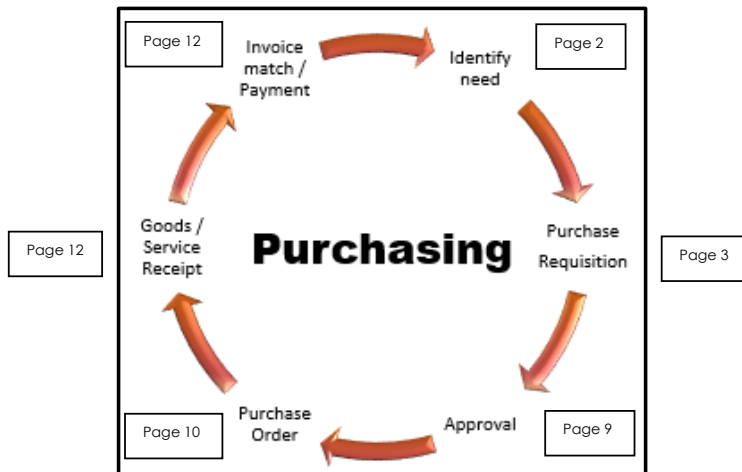 Page 12
Invoice
match /
Payment
Identify
need
Page 2
Goods /
Service
Receipt
Page 12
Purchasing
Purchase
Requisition
Page 3
Purchase
Order
Page 10
Approval
Page 9